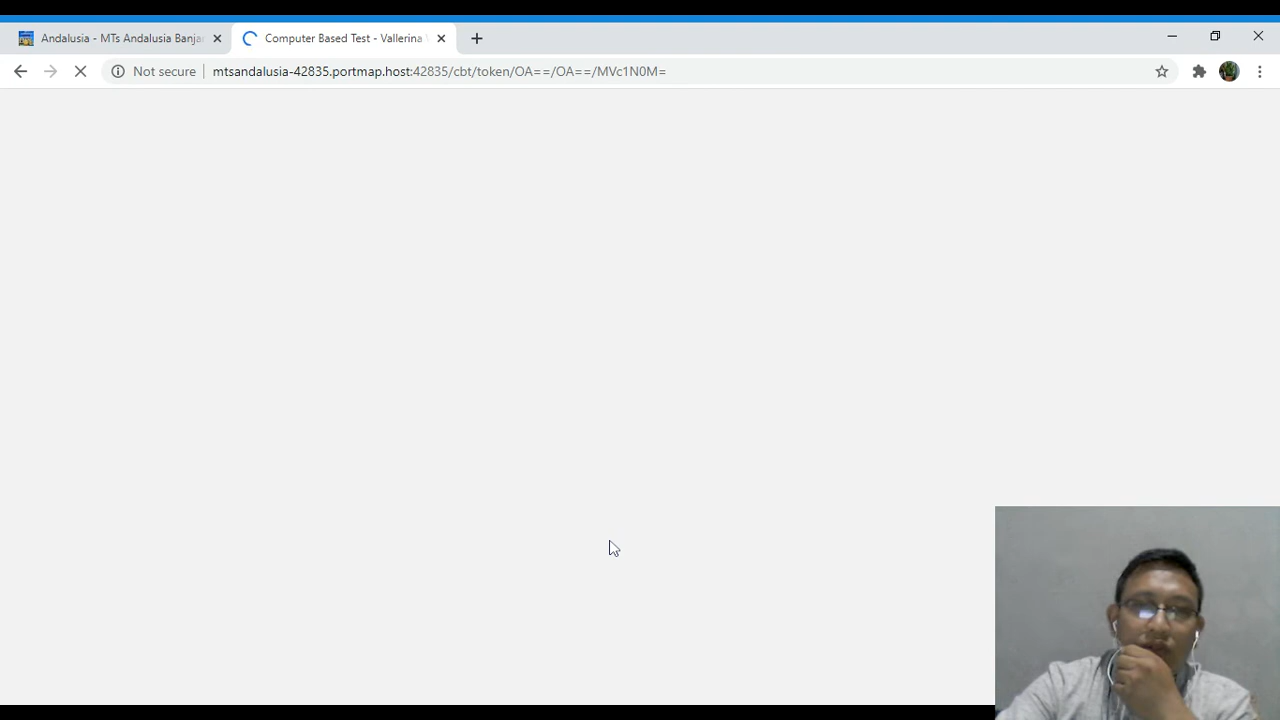 Andalusia - MTs Andalusia Banja
Computer Based Test - Vallerina
Not secure
mtsandalusia-42835.portmap.host:42835/cbt/token/OA==/OA==/MVc1N0M=